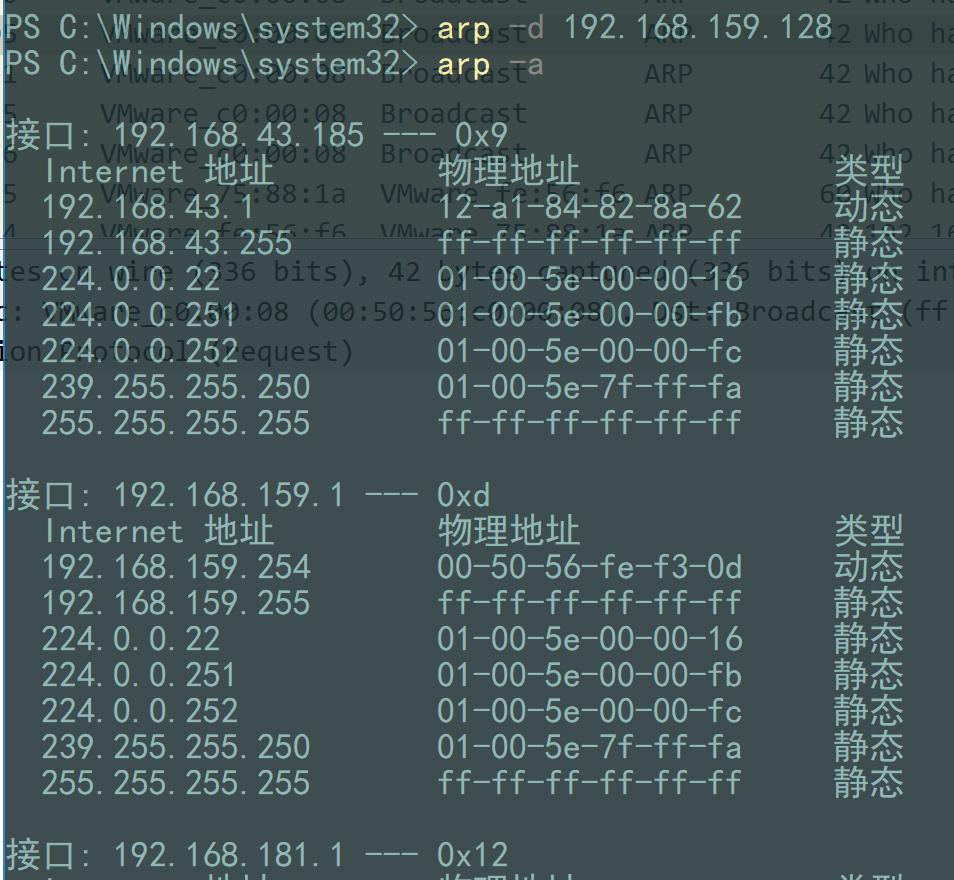 PS C:\Windows\system32> arp -d 192.168.159.128
PS C:\Windows\system32> arp -a
接口: 192.168.43.185 --- 0x9
Internet 地址 物理地址 类型
192.168.43.1 12-a1-84-82-8a-62 动态
192.168.43.255 ff-ff-ff-ff-ff-ff 静态
224.0.0.22 01-00-5e-00-00-16 静态
224.0.0.251 01-00-5e-00-00-fb 静态
224.0.0.252 01-00-5e-00-00-fc 静态
239.255.255.250 01-00-5e-7f-ff-fa 静态
255.255.255.255 ff-ff-ff-ff-ff-ff 静态
接口: 192.168.159.1 --- 0xd
Internet 地址 物理地址 类型
192.168.159.254 00-50-56-fe-f3-0d 动态
192.168.159.255 ff-ff-ff-ff-ff-ff 静态
224.0.0.22 01-00-5e-00-00-16 静态
224.0.0.251 01-00-5e-00-00-fb 静态
224.0.0.252 01-00-5e-00-00-fc 静态
239.255.255.250 01-00-5e-7f-ff-fa 静态
255.255.255.255 ff-ff-ff-ff-ff-ff 静态
接口: 192.168.181.1 --- 0x12